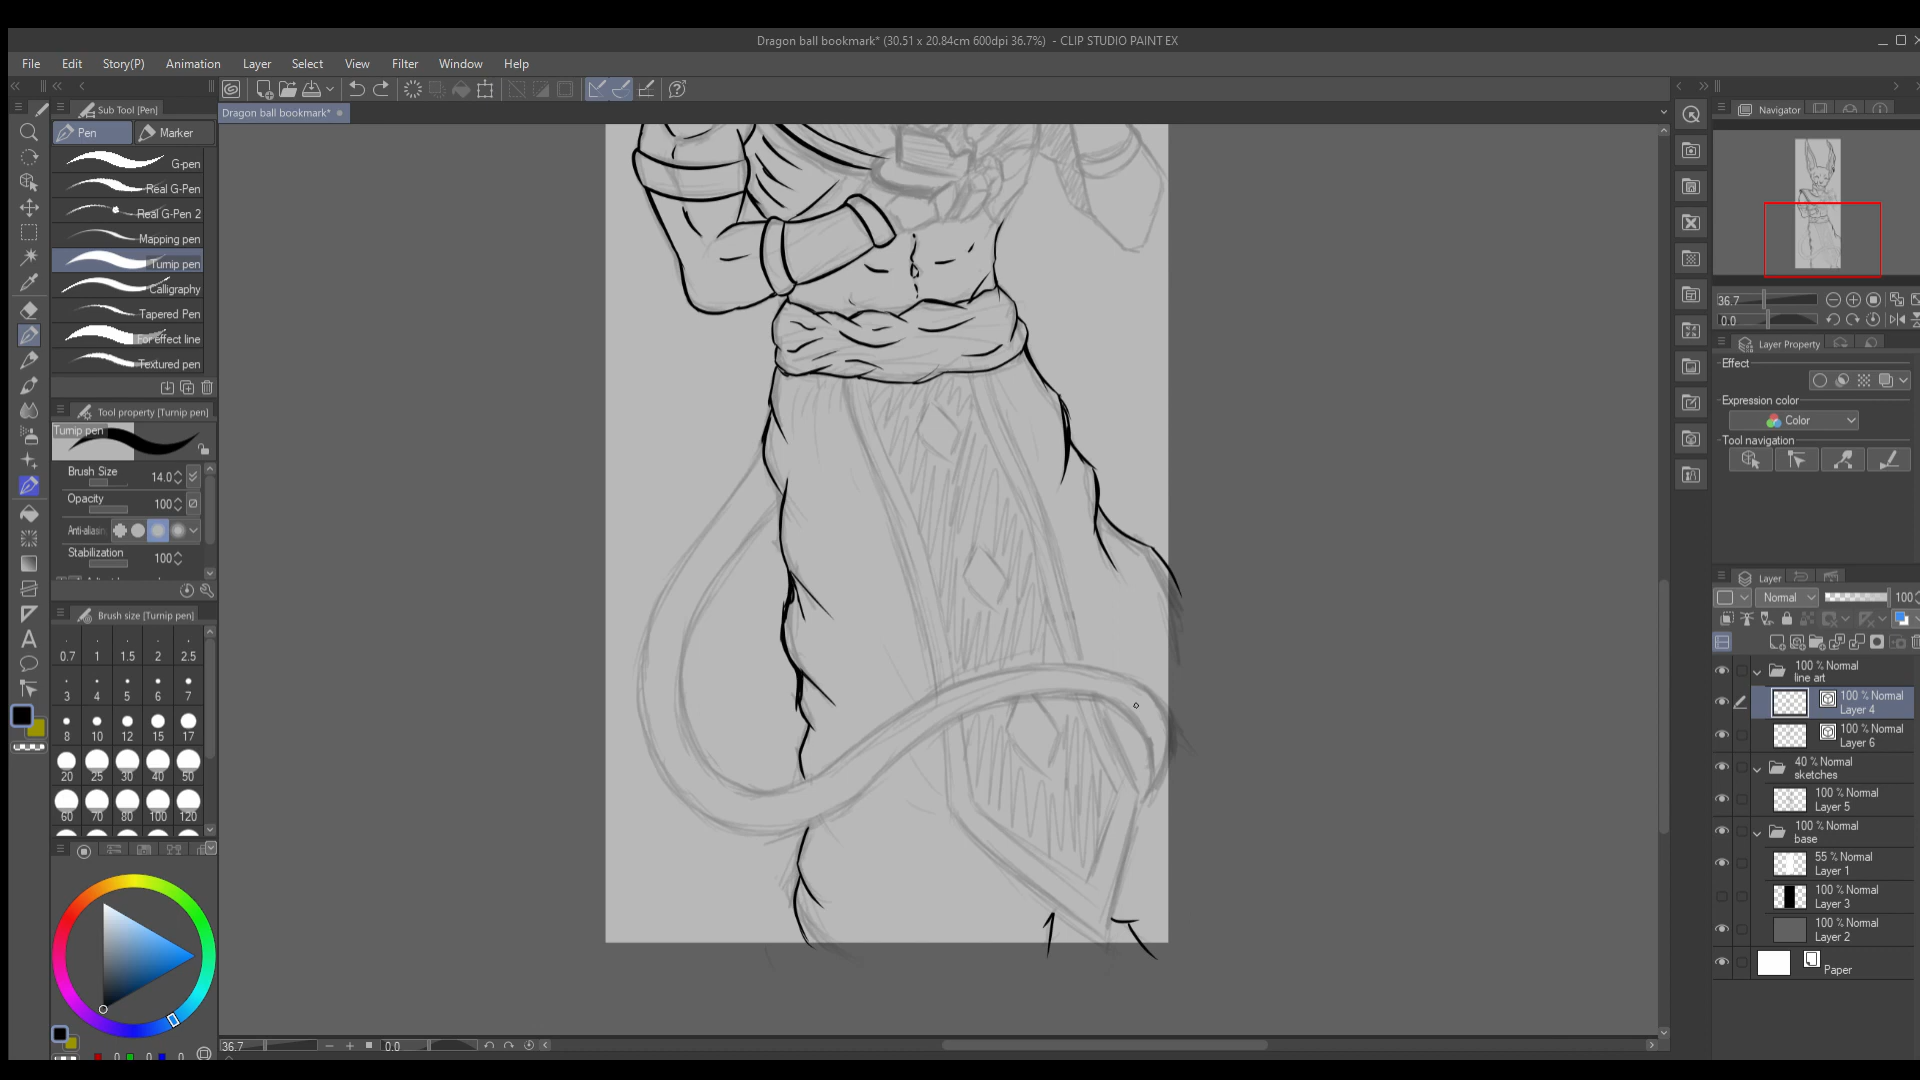 Dragon ball bookmark* (30.51 x 20.84cm 600dpi 36.7%) - CLIP STUDIO PAINT EX
File Edit Story(P) Animation Layer Select View Filter Window Help
Sub Tool [Pen]
Dragon ball bookmark*
Navigator
Pen Marker
G-pen
Real G-Pen
Real G-Pen 2
Mapping pen
Turnip pen
Calligraphy
Tapered Pen
For effect line
Textured pen
Tool property [Turnip pen]
Turnip pen
Brush Size 14.0
Opacity 100
Anti-aliasin
Stabilization 100
Brush size [Turnip pen]
0.7 1 1.5 2 2.5
3 4 5 6 7
8 10 12 15 17
20 25 30 40 50
60 70 80 100 120
0 0 0
36.7 0.0
36.7
0.0
Layer Property
Effect
Expression color
Color
Tool navigation
Layer
Normal 100
100 % Normal
line art
100 % Normal
Layer 4
100 % Normal
Layer 6
40 % Normal
sketches
100 % Normal
Layer 5
100 % Normal
base
55 % Normal
Layer 1
100 % Normal
Layer 3
100 % Normal
Layer 2
Paper